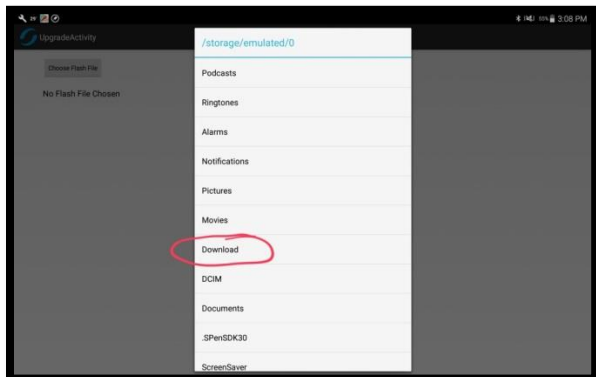 3:08 PM
UpgradeActivity
/storage/emulated/0
Choose Flash File
No Flash File Chosen
Podcasts
Ringtones
Alarms
Notifications
Pictures
Movies
Download
DCIM
Documents
.SPenSDK30
ScreenSaver